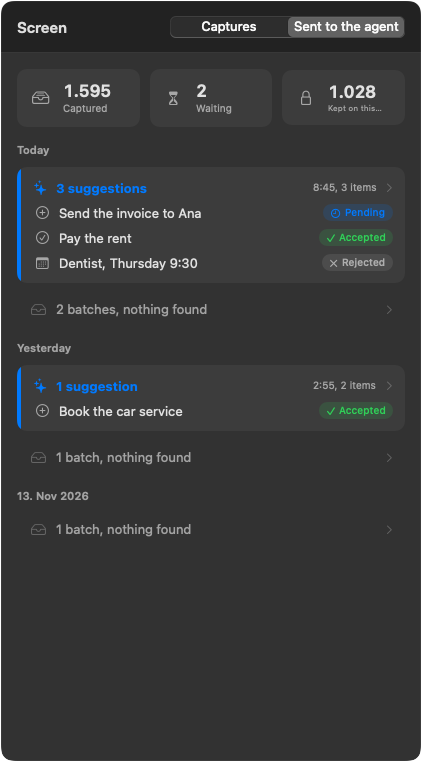 Screen
Captures
Sent to the agent
1.595
Captured
2
Waiting
1.028
Kept on this…
Today
3 suggestions
8:45, 3 items
Send the invoice to Ana
Pending
Pay the rent
Accepted
Dentist, Thursday 9:30
Rejected
2 batches, nothing found
Yesterday
1 suggestion
2:55, 2 items
Book the car service
Accepted
1 batch, nothing found
13. Nov 2026
1 batch, nothing found